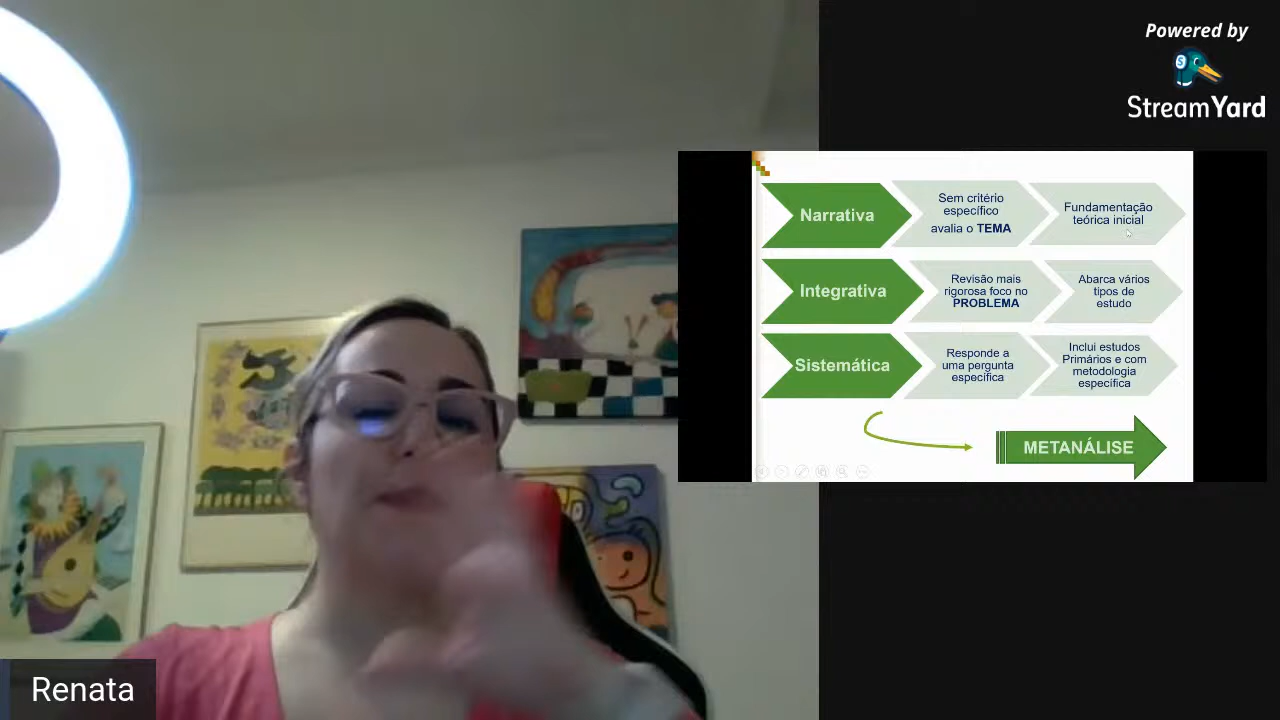 Powered by
StreamYard
Narrativa
Sem critério
específico
avalia o TEMA
Fundamentação
teórica inicial
Integrativa
Revisão mais
rigorosa foco no
PROBLEMA
Abarca vários
tipos de
estudo
Sistemática
Responde a
uma pergunta
específica
Inclui estudos
Primários e com
metodologia
específica
METANÁLISE
Renata